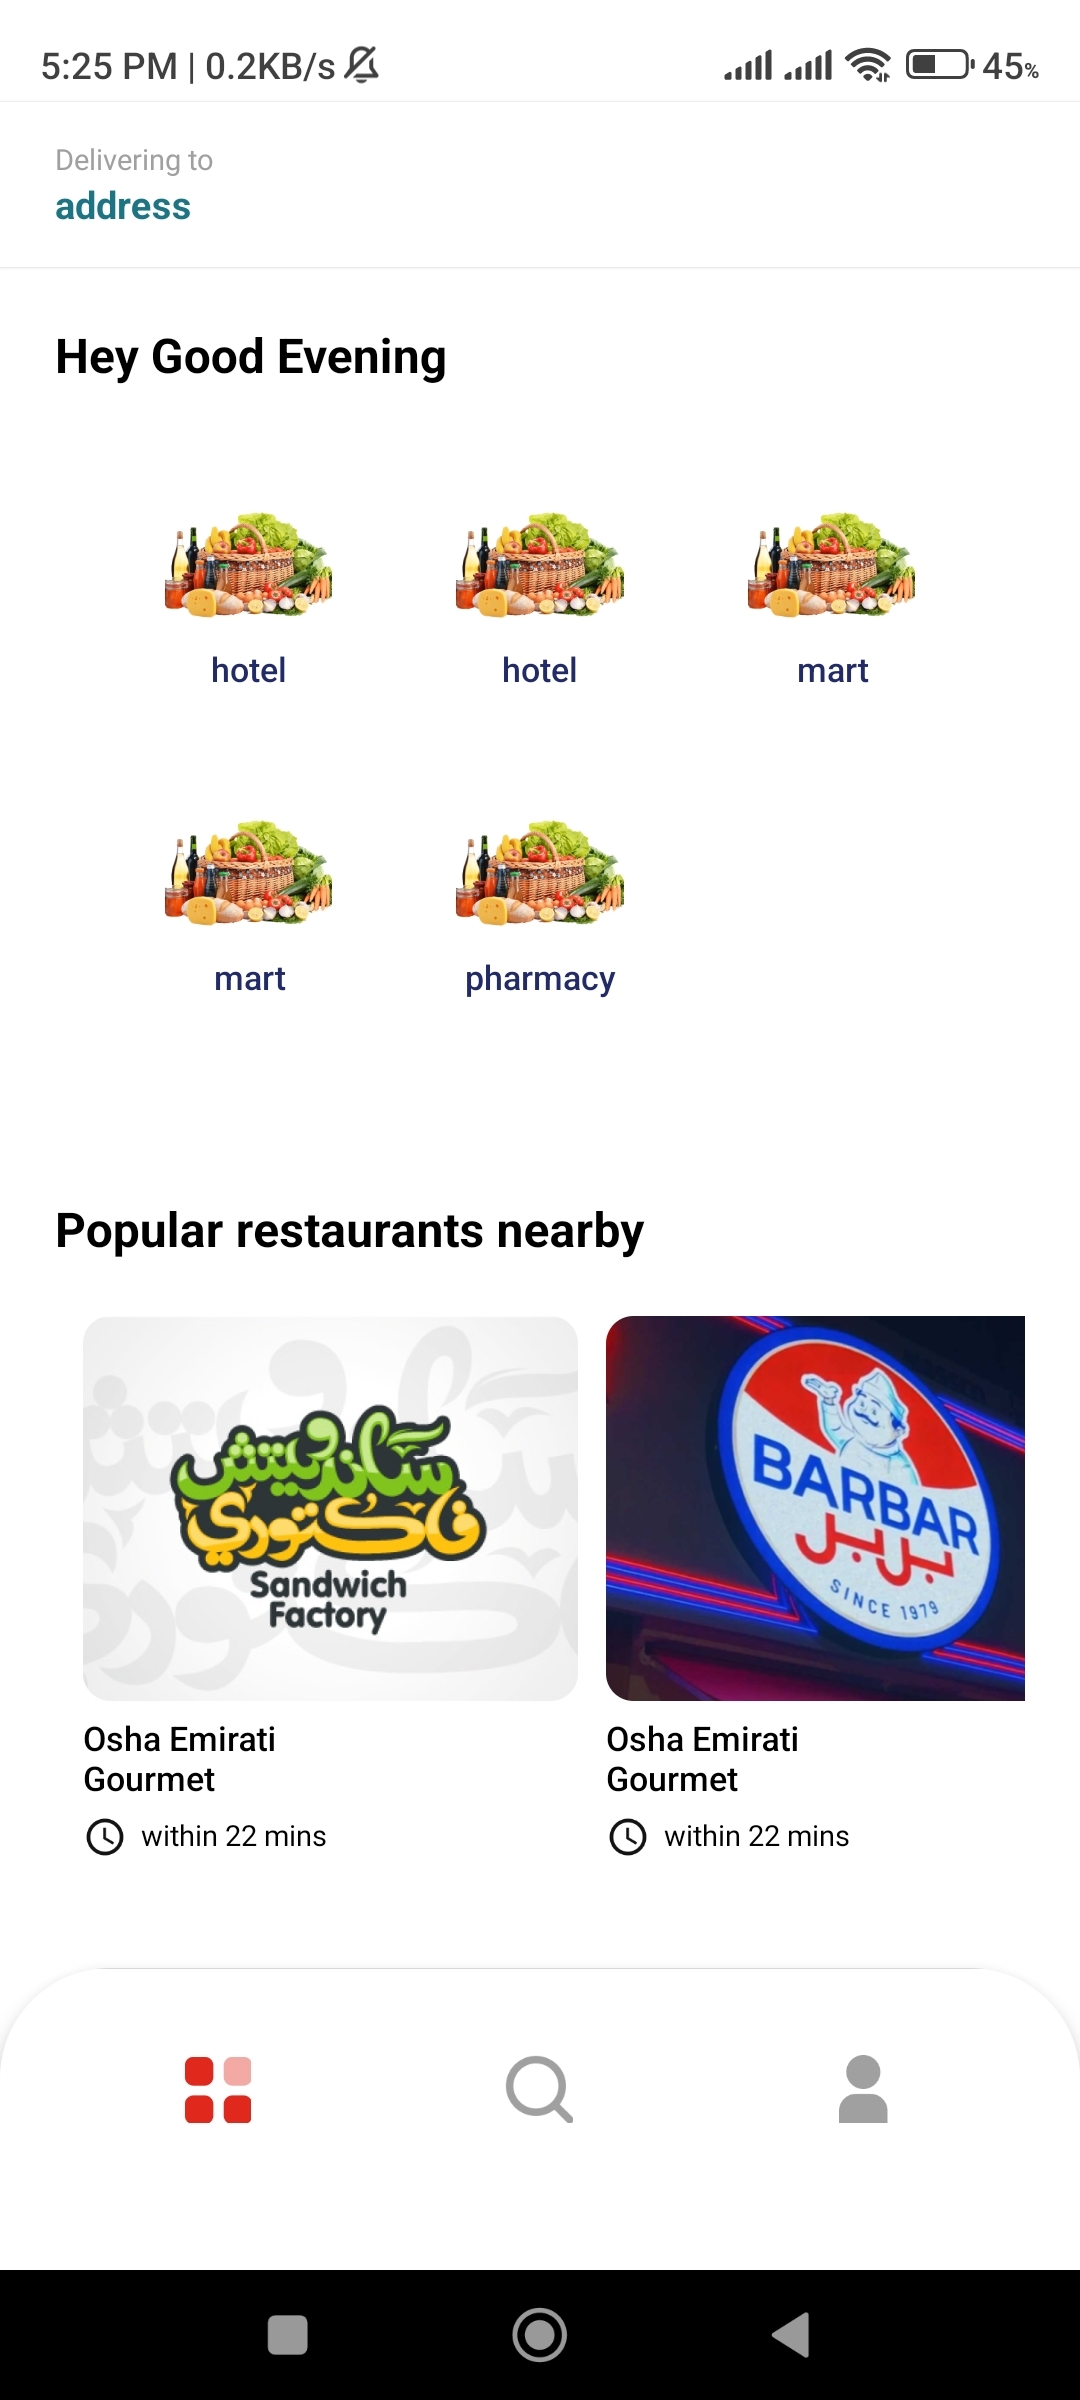 5:25 PM | 0.2KB/s
45%
Delivering to
address
Hey Good Evening
hotel
hotel
mart
mart
pharmacy
Popular restaurants nearby
ساندويتش
فاكتوري
Sandwich
Factory
BARBAR
بربر
SINCE 1979
Osha Emirati
Gourmet
within 22 mins
Osha Emirati
Gourmet
within 22 mins